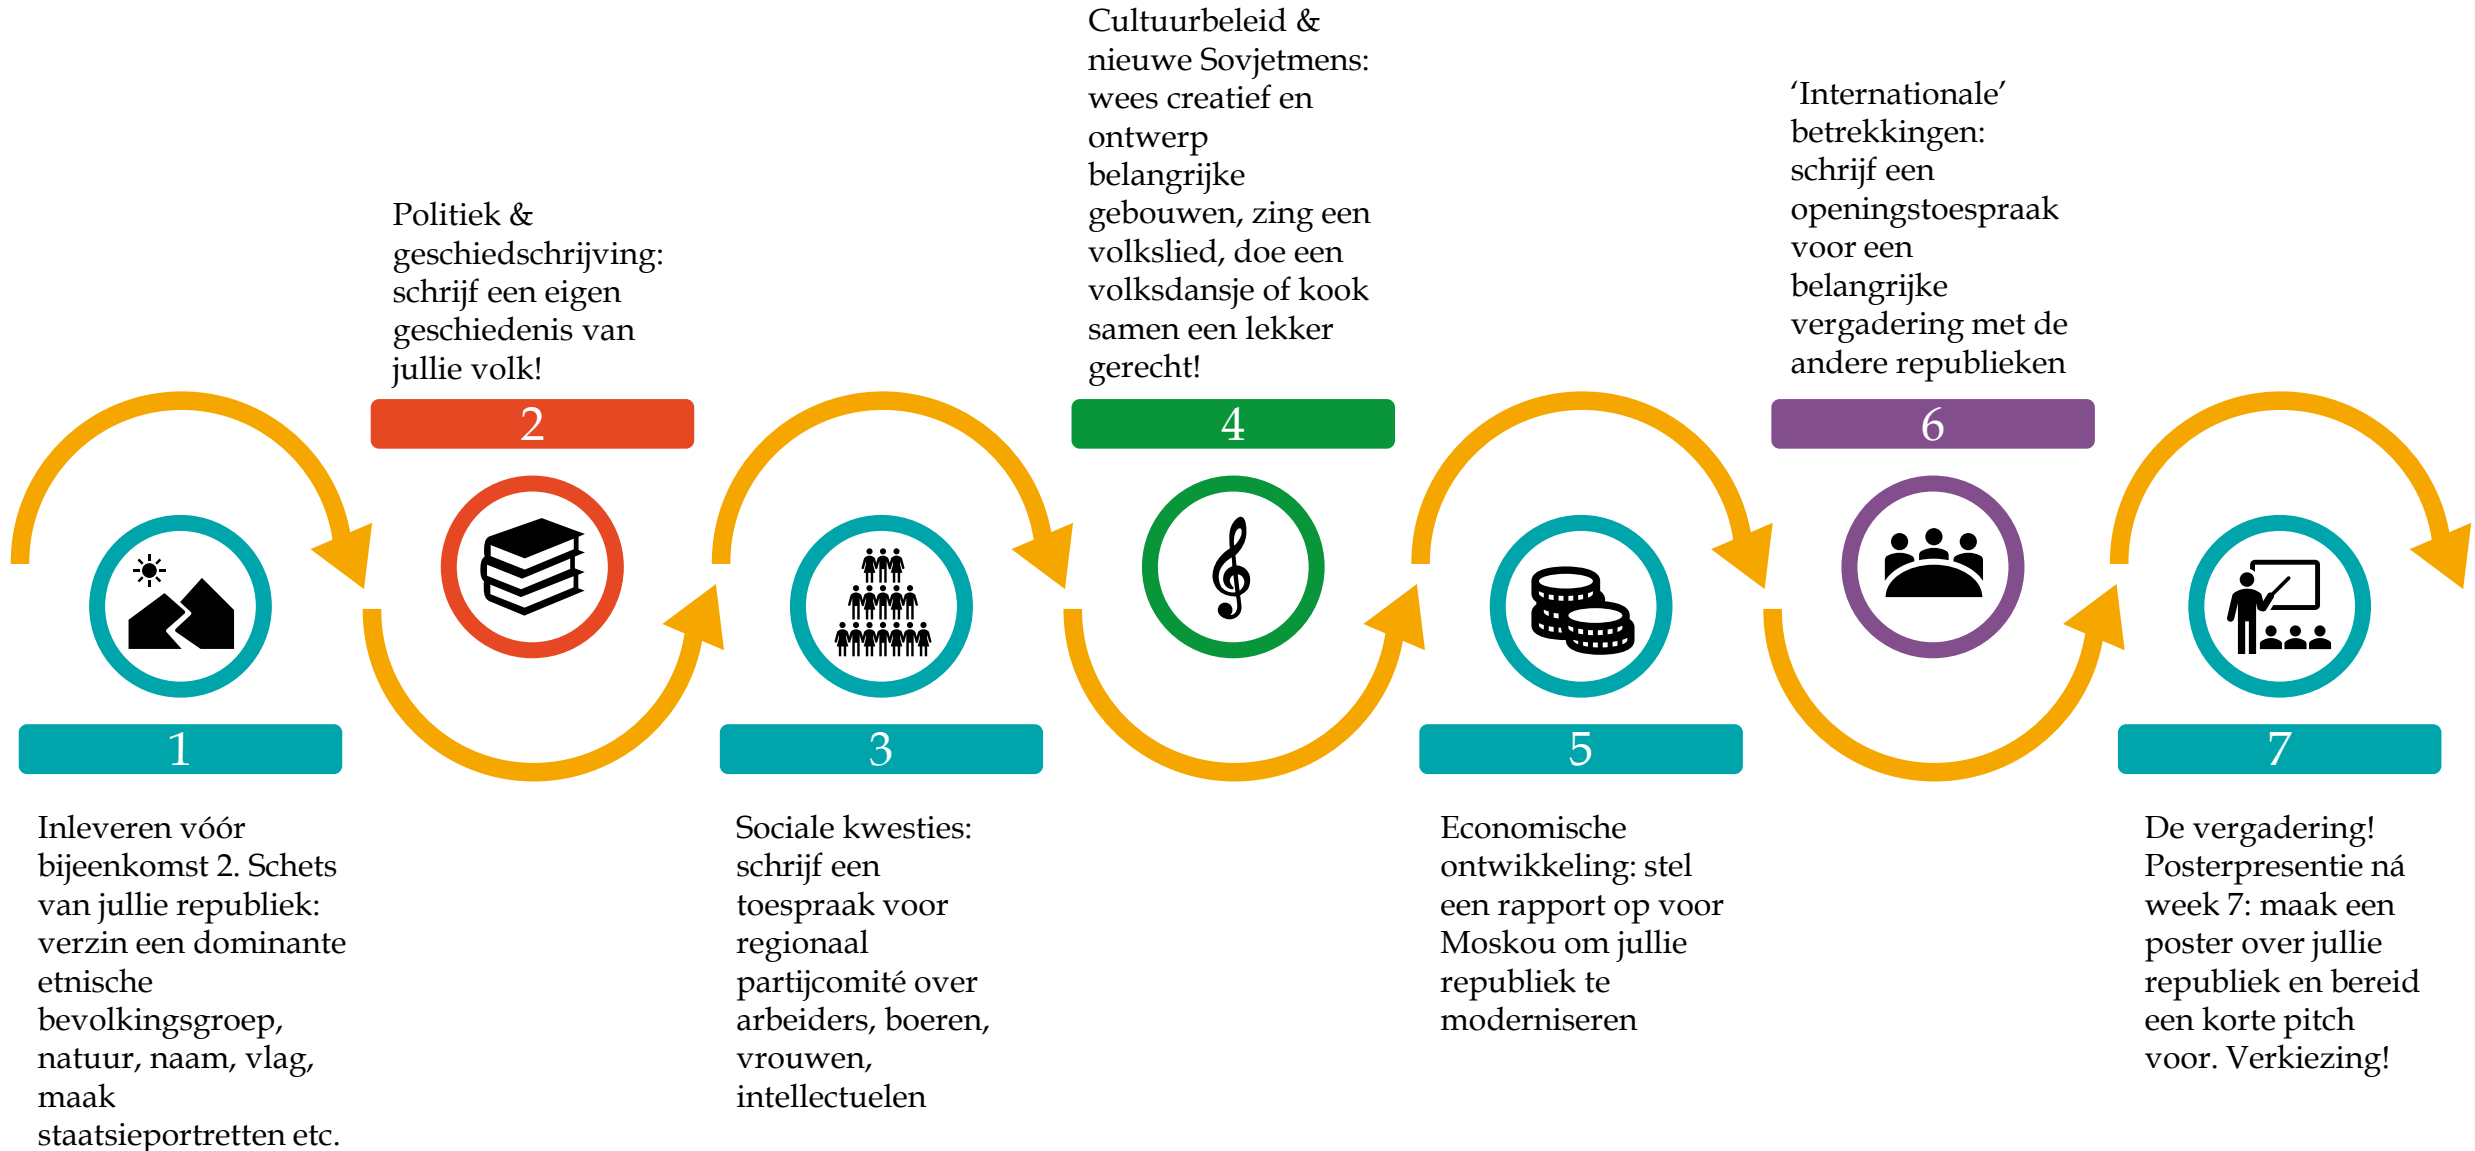 1
Inleveren vóór
bijeenkomst 2. Schets
van jullie republiek:
verzin een dominante
etnische
bevolkingsgroep,
natuur, naam, vlag,
maak
staatsieportretten etc.
Politiek &
geschiedschrijving:
schrijf een eigen
geschiedenis van
jullie volk!
2
3
Sociale kwesties:
schrijf een
toespraak voor
regionaal
partijcomité over
arbeiders, boeren,
vrouwen,
intellectuelen
Cultuurbeleid &
nieuwe Sovjetmens:
wees creatief en
ontwerp
belangrijke
gebouwen, zing een
volkslied, doe een
volksdansje of kook
samen een lekker
gerecht!
4
5
Economische
ontwikkeling: stel
een rapport op voor
Moskou om jullie
republiek te
moderniseren
‘Internationale’
betrekkingen:
schrijf een
openingstoespraak
voor een
belangrijke
vergadering met de
andere republieken
6
7
De vergadering!
Posterpresentie ná
week 7: maak een
poster over jullie
republiek en bereid
een korte pitch
voor. Verkiezing!